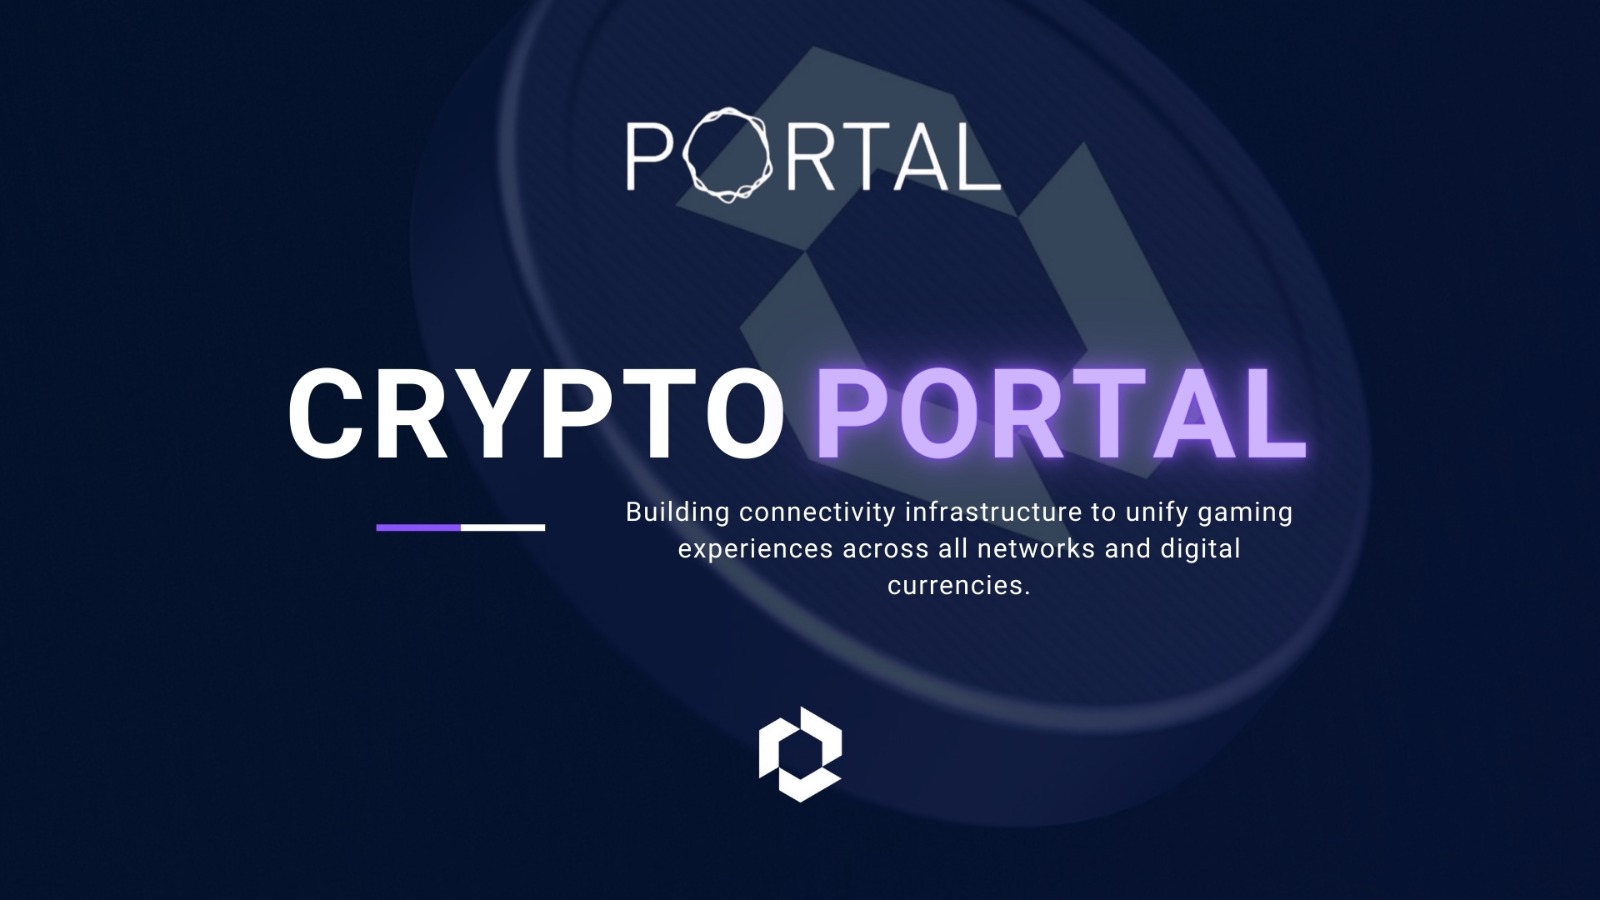 PORTAL
CRYPTO PORTAL
Building connectivity infrastructure to unify gaming
experiences across all networks and digital
currencies.